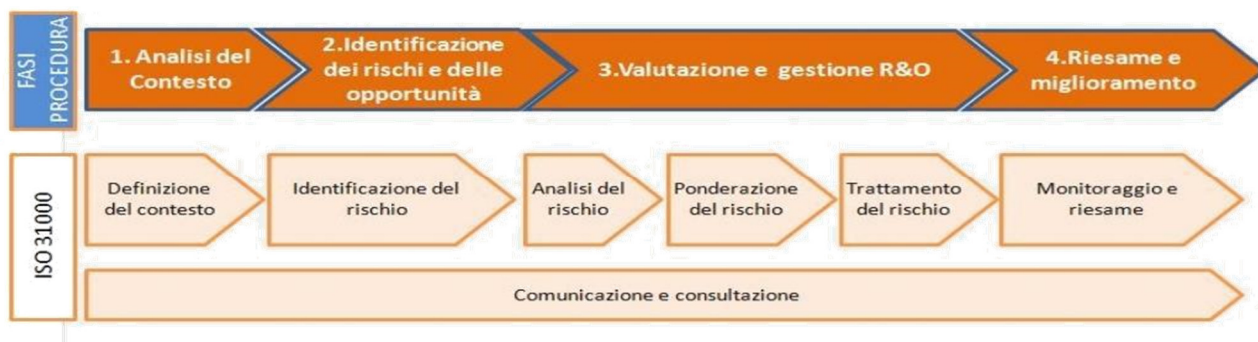 FASI
PROCEDURA
1. Analisi del
Contesto
2.Identificazione
dei rischi e delle
opportunità
3.Valutazione e gestione R&O
4.Riesame e
miglioramento
ISO 31000
Definizione
del contesto
Identificazione del
rischio
Analisi del
rischio
Ponderazione
del rischio
Trattamento
del rischio
Monitoraggio e
riesame
Comunicazione e consultazione